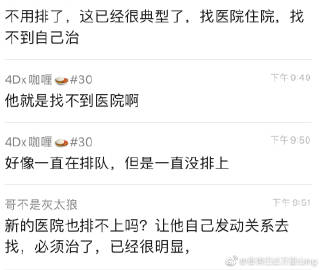 不用排了，这已经很典型了，找医院住院，找
不到自己治
4Dx咖喱🍛#30 下午9:49
他就是找不到医院啊
4Dx咖喱🍛#30 下午9:50
好像一直在排队，但是一直没排上
哥不是灰太狼 下午9:51
新的医院也排不上吗？让他自己发动关系去
找，必须治了，已经很明显，